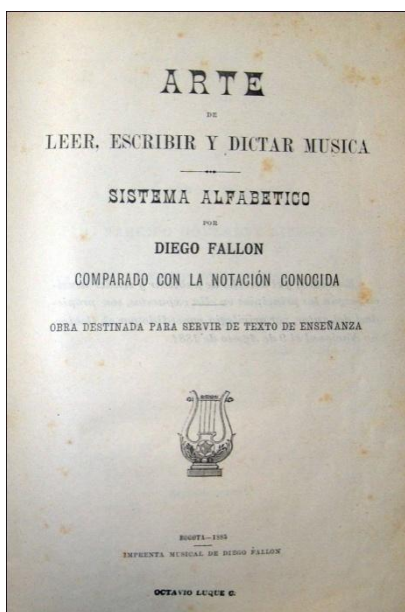 ARTE
DE
LEER, ESCRIBIR Y DICTAR MUSICA
SISTEMA ALFABETICO
POR
DIEGO FALLON
COMPARADO CON LA NOTACIÓN CONOCIDA
OBRA DESTINADA PARA SERVIR DE TEXTO DE ENSEÑANZA
BOGOTA—1885
IMPRENTA MUSICAL DE DIEGO FALLON
OCTAVIO LUQUE C.